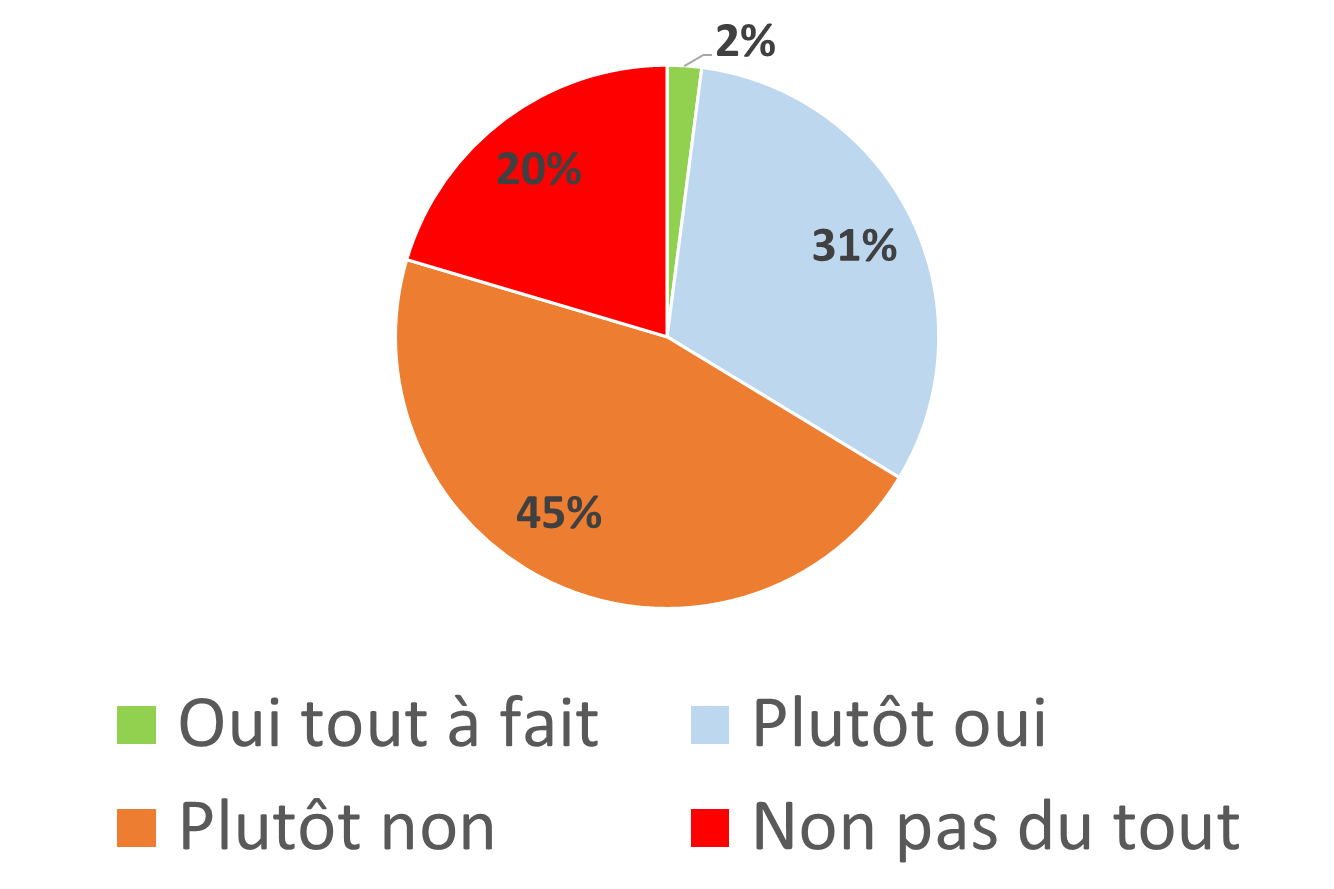 2%
20%
31%
45%
Oui tout à fait
Plutôt oui
Plutôt non
Non pas du tout